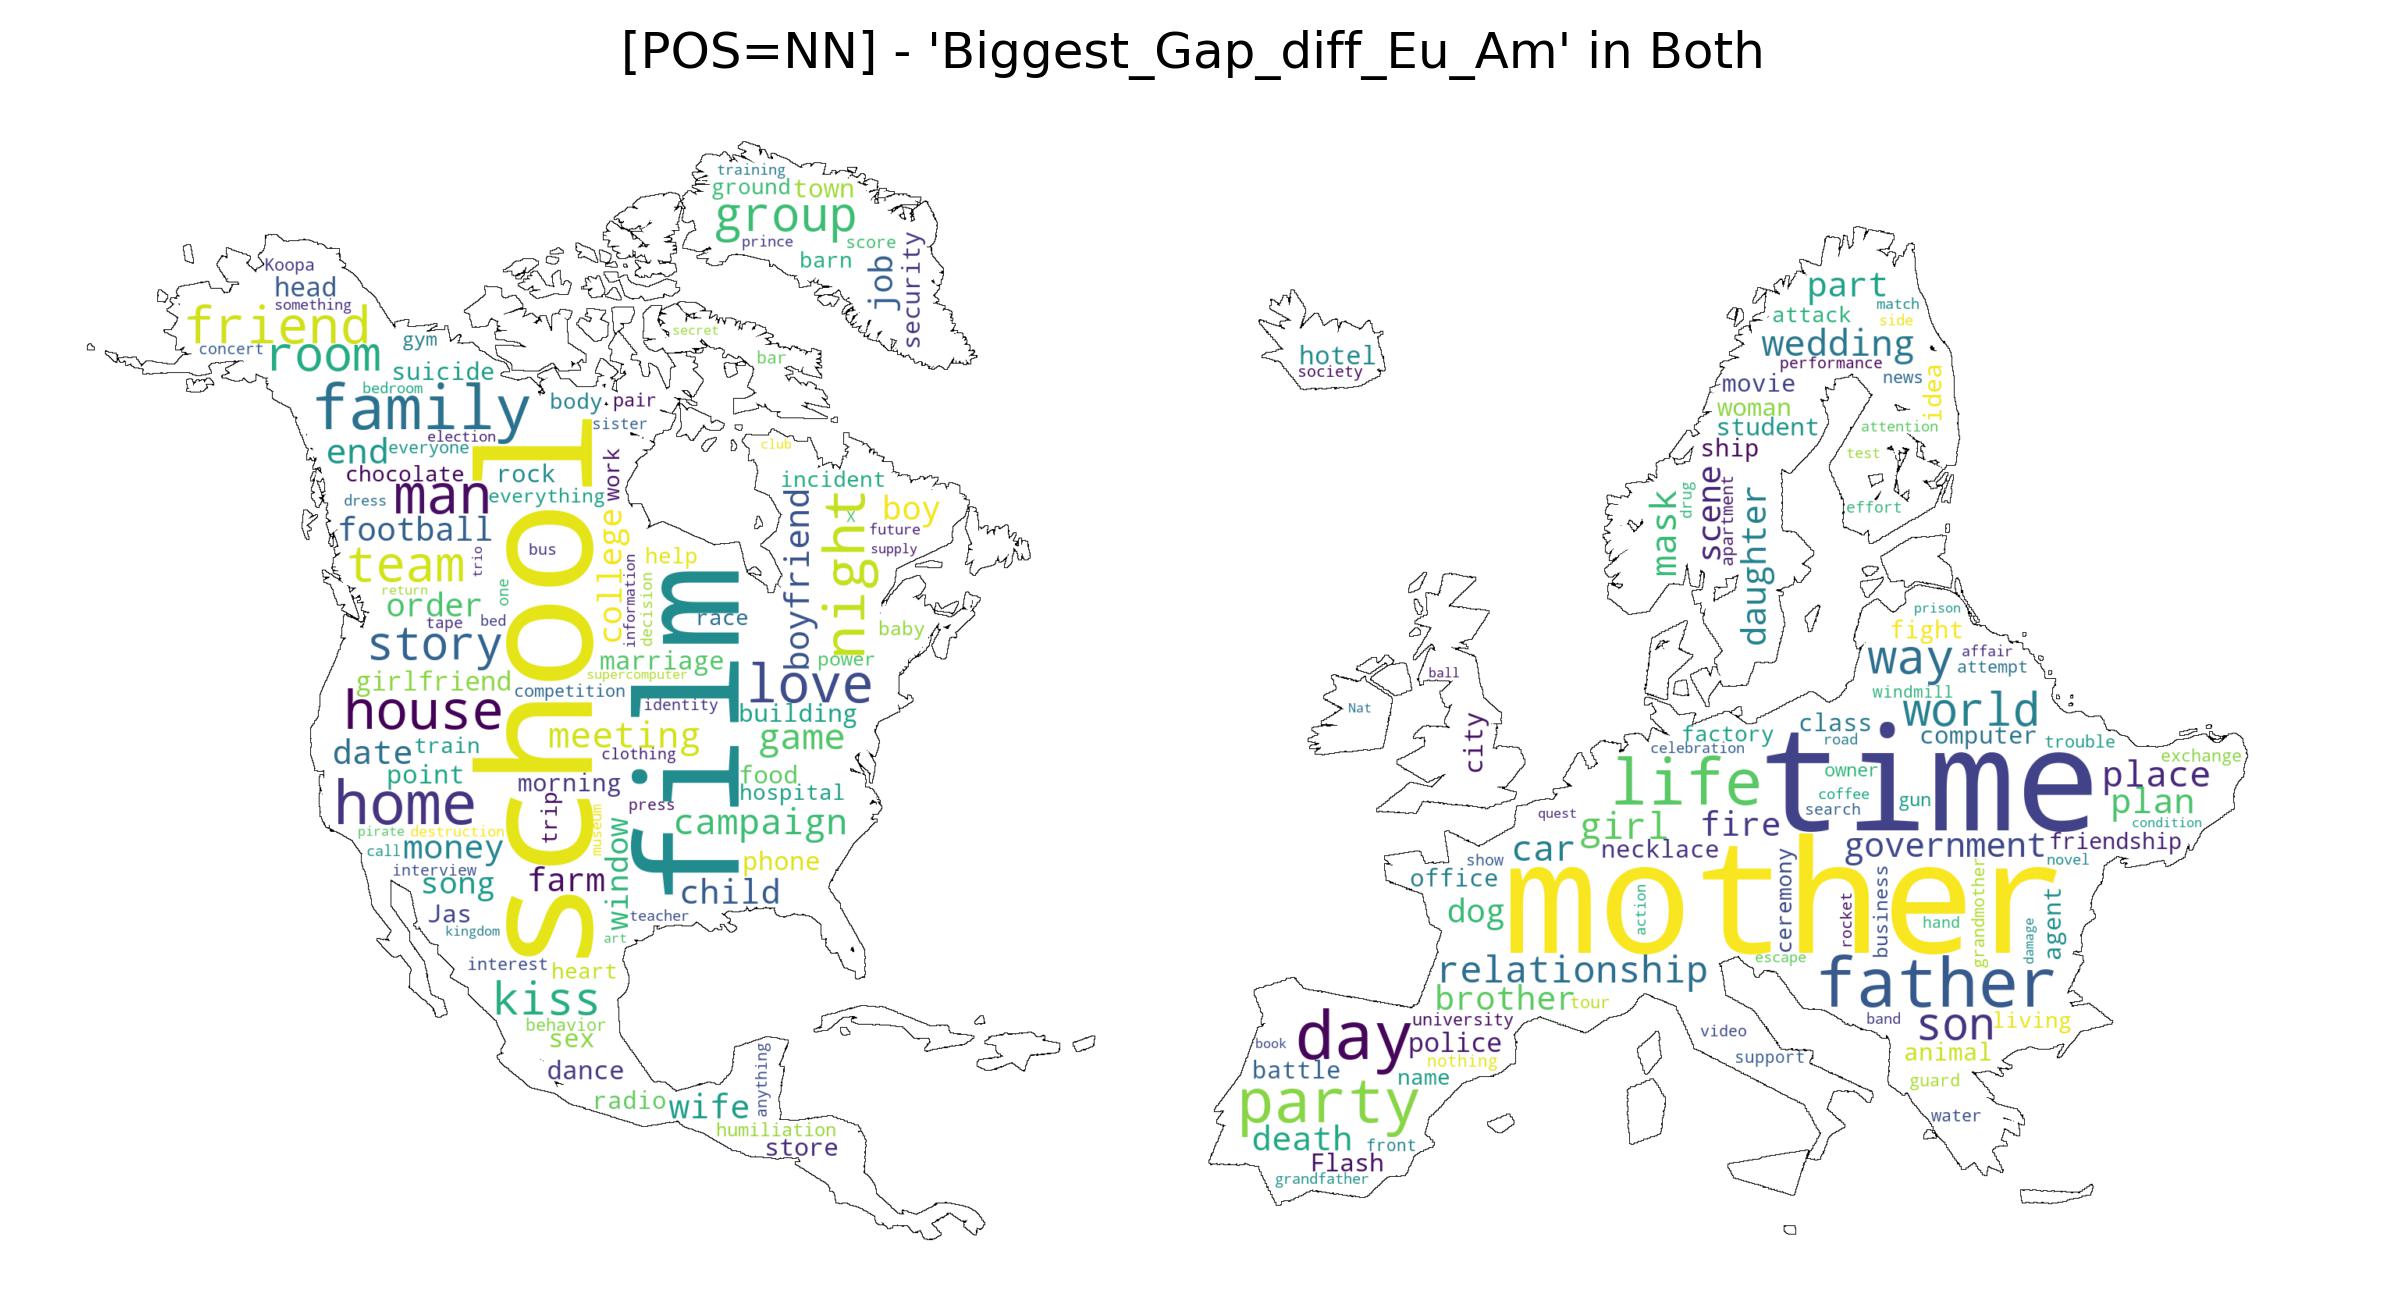 [POS=NN] - 'Biggest_Gap_diff_Eu_Am' in Both
training
ground town
group
prince score
barn
job
security
Koopa
head
something
friend
concert
room
gym
suicide
bedroom
family
secret
bar
body pair
sister
election
end everyone
chocolate
man
dress
football
rock
everything
work
school
club
incident
boyfriend
night
X
boy
future
supply
team
trio
bus
college
help
return
order
one
tape
bed
information
decision
film
race
baby
story
marriage
power
supercomputer
girlfriend
competition
love
house
identity
building
meeting
game
date train
clothing
point
morning
food
hospital
home
trip
press
museum
campaign
pirate destruction
call money
window
phone
interview
song
farm
child
Jas
teacher
kingdom
art
interest heart
kiss
behavior
sex
dance
anything
radio wife
humiliation
store
hotel
society
part
match
attack side
wedding
performance
movie news
idea
woman
student
attention
ship
test
scene
mask
drug
apartment
daughter
effort
prison
fight
way affair
attempt
ball
windmill
Nat
city
world
class
factory
road
computer
celebration
trouble
time
exchange
life
owner
place
coffee
gun
plan
search
quest
girl fire
condition
car necklace
government friendship
show
novel
office
mother
dog
action
ceremony
rocket
business
hand
grandmother
damage
agent
escape
relationship
father
brother tour
day university
band son living
book
police
video
nothing
support
animal
battle name
guard
party
water
death front
Flash
grandfather